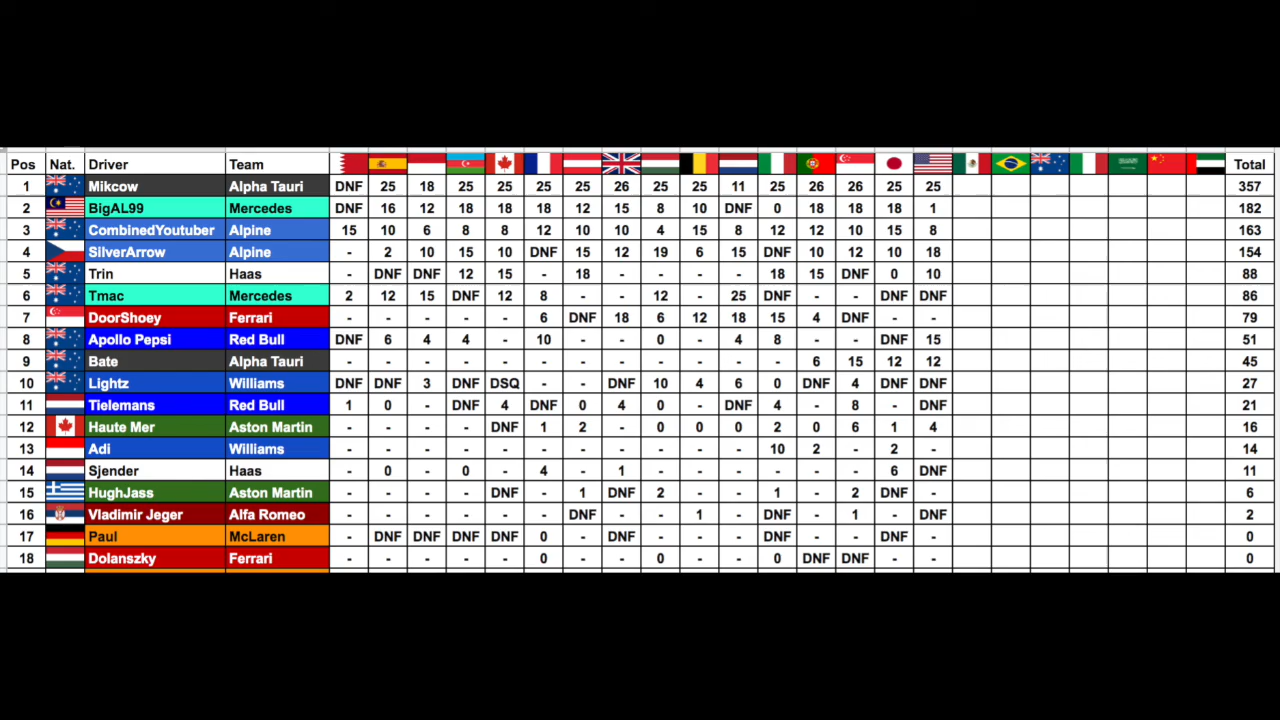 Pos Nat. Driver Team Total
1 Mikcow Alpha Tauri DNF 25 18 25 25 25 25 26 25 25 11 25 26 26 25 25 357
2 BigAL99 Mercedes DNF 16 12 18 18 18 12 15 8 10 DNF 0 18 18 18 1 182
3 CombinedYoutuber Alpine 15 10 6 8 8 12 10 10 4 15 8 12 12 10 15 8 163
4 SilverArrow Alpine - 2 10 15 10 DNF 15 12 19 6 15 DNF 10 12 10 18 154
5 Trin Haas - DNF DNF 12 15 - 18 - - - - 18 15 DNF 0 10 88
6 Tmac Mercedes 2 12 15 DNF 12 8 - - 12 - 25 DNF - - DNF DNF 86
7 DoorShoey Ferrari - - - - - 6 DNF 18 6 12 18 15 4 DNF - - 79
8 Apollo Pepsi Red Bull DNF 6 4 4 - 10 - - 0 - 4 8 - - DNF 15 51
9 Bate Alpha Tauri - - - - - - - - - - - - 6 15 12 12 45
10 Lightz Williams DNF DNF 3 DNF DSQ - - DNF 10 4 6 0 DNF 4 DNF DNF 27
11 Tielemans Red Bull 1 0 - DNF 4 DNF 0 4 0 - DNF 4 - 8 - DNF 21
12 Haute Mer Aston Martin - - - - DNF 1 2 - 0 0 0 2 0 6 1 4 16
13 Adi Williams - - - - - - - - - - - 10 2 - 2 - 14
14 Sjender Haas - 0 - 0 - 4 - 1 - - - - - - 6 DNF 11
15 HughJass Aston Martin - - - - DNF - 1 DNF 2 - - 1 - 2 DNF - 6
16 Vladimir Jeger Alfa Romeo - - - - - - DNF - - 1 - DNF - 1 - DNF 2
17 Paul McLaren - DNF DNF DNF DNF 0 - DNF - - - DNF - - DNF - 0
18 Dolanszky Ferrari - - - - - 0 - - 0 - - 0 DNF DNF - - 0